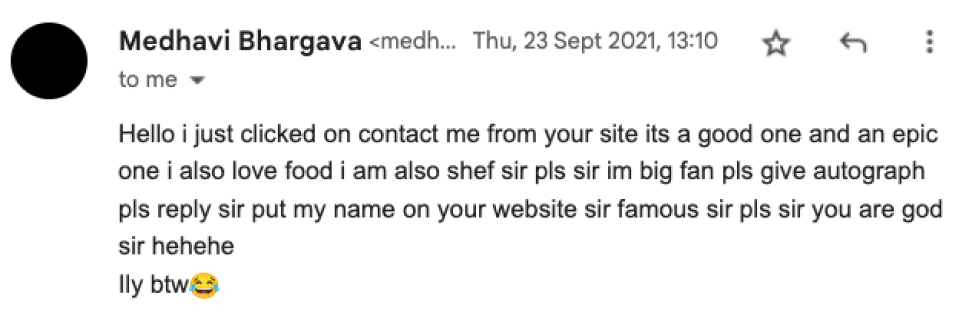 Medhavi Bhargava <medh... Thu, 23 Sept 2021, 13:10
to me
Hello i just clicked on contact me from your site its a good one and an epic
one i also love food i am also shef sir pls sir im big fan pls give autograph
pls reply sir put my name on your website sir famous sir pls sir you are god
sir hehehe
lly btw😂